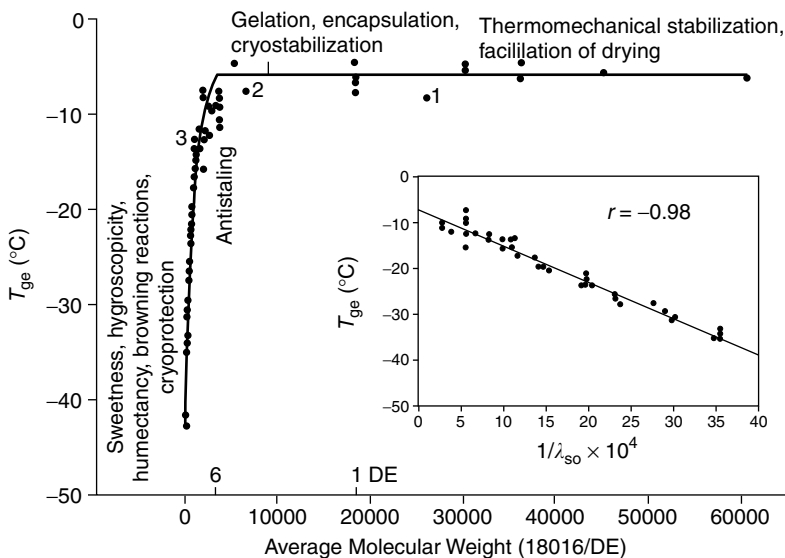 Gelation, encapsulation,
cryostabilization
Thermomechanical stabilization,
facililation of drying
0
−10
−20
−30
−40
−50
T_ge (°C)
2
1
3
Sweetness, hygroscopicity,
humectancy, browning reactions,
cryoprotection
Antistaling
r = −0.98
0
−10
−20
−30
−40
−50
T_ge (°C)
0 5 10 15 20 25 30 35 40
1/λ_so × 10⁴
6
1 DE
0 10000 20000 30000 40000 50000 60000
Average Molecular Weight (18016/DE)